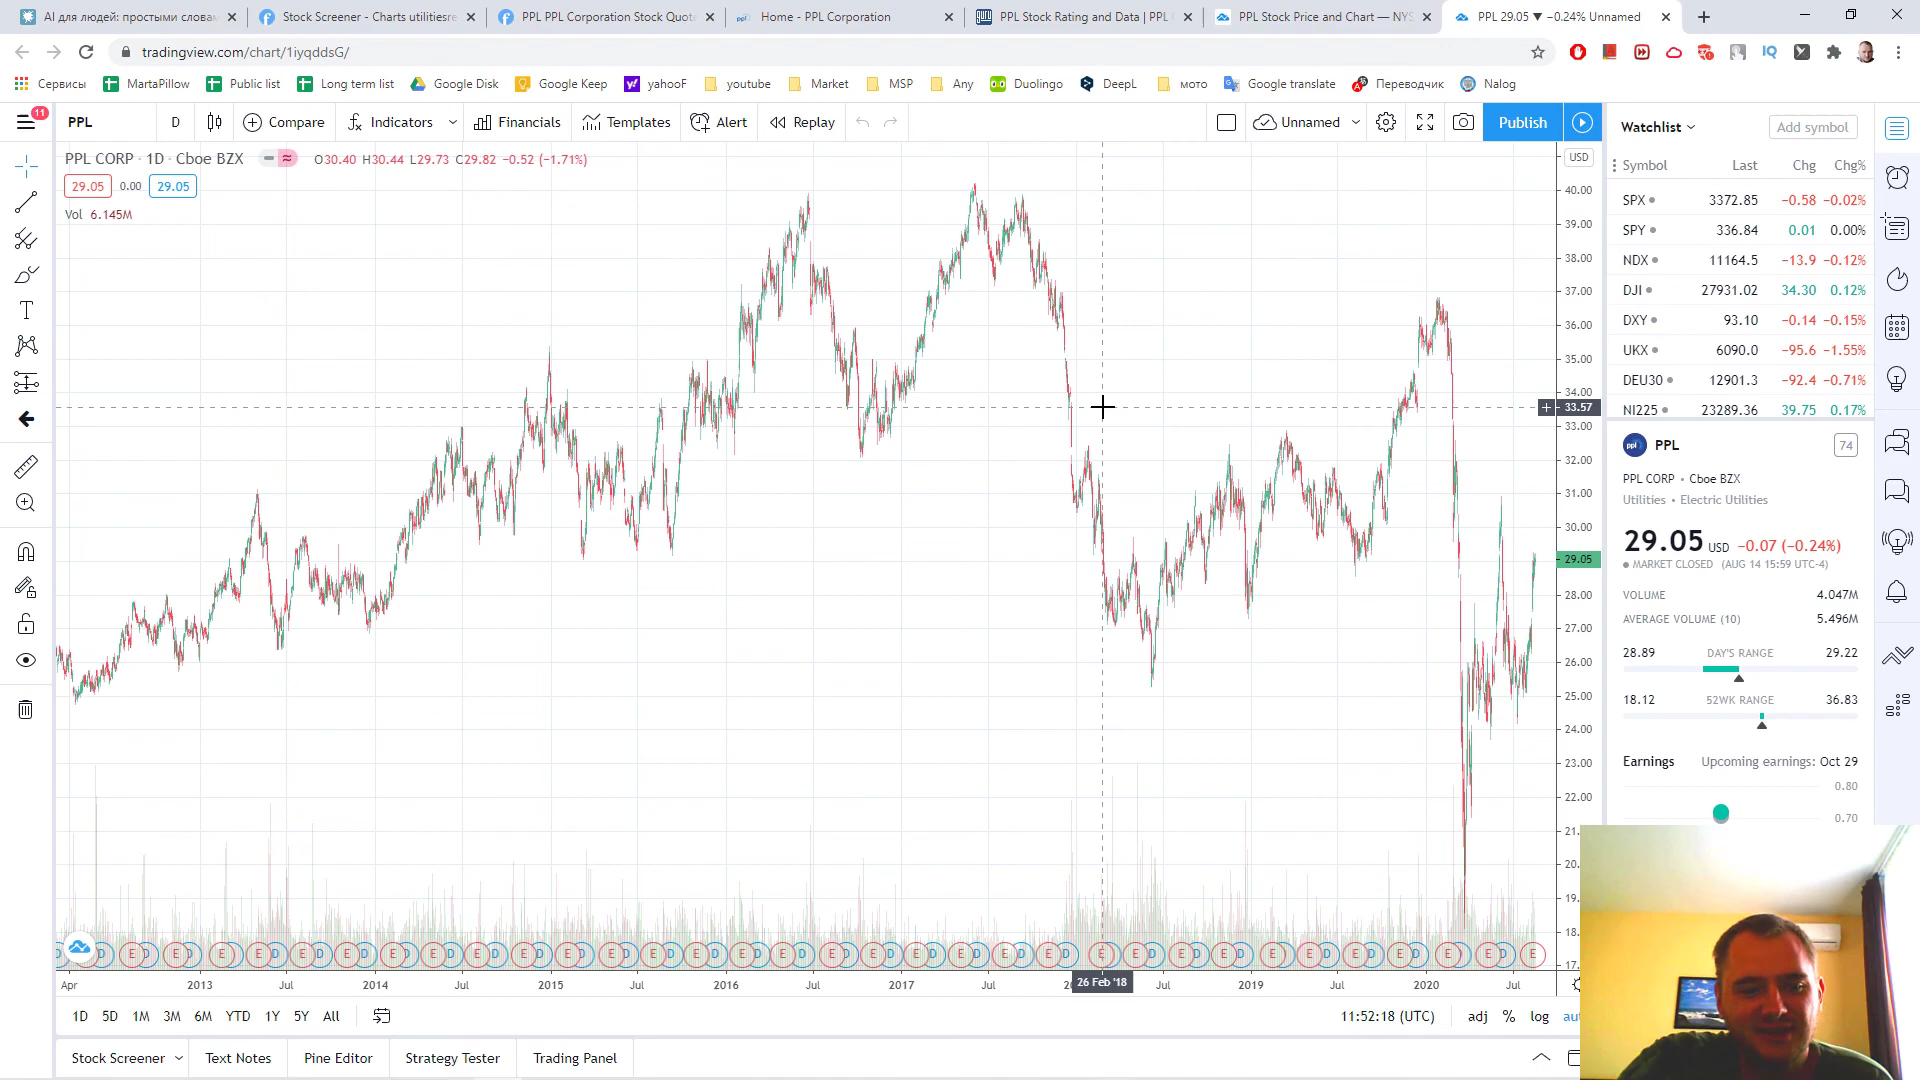 AI для людей: простыми словам
Stock Screener - Charts utilitiesre
PPL PPL Corporation Stock Quot
Home - PPL Corporation
PPL Stock Rating and Data | PPL
PPL Stock Price and Chart — NYS
PPL 29.05 ▼ −0.24% Unnamed
tradingview.com/chart/1iyqddsG/
Сервисы
MartaPillow
Public list
Long term list
Google Disk
Google Keep
yahooF
youtube
Market
MSP
Any
Duolingo
DeepL
мото
Google translate
Переводчик
Nalog
11
PPL
D
Compare
Indicators
Financials
Templates
Alert
Replay
Unnamed
Publish
Watchlist
Add symbol
PPL CORP · 1D · Cboe BZX
O30.40 H30.44 L29.73 C29.82 −0.52 (−1.71%)
29.05 0.00 29.05
Vol 6.145M
USD
40.00
39.00
38.00
37.00
36.00
35.00
34.00
33.57
33.00
32.00
31.00
30.00
29.05
28.00
27.00
26.00
25.00
24.00
23.00
22.00
21.
20.
19.
18.
17.
Symbol Last Chg Chg%
SPX 3372.85 −0.58 −0.02%
SPY 336.84 0.01 0.00%
NDX 11164.5 −13.9 −0.12%
DJI 27931.02 34.30 0.12%
DXY 93.10 −0.14 −0.15%
UKX 6090.0 −95.6 −1.55%
DEU30 12901.3 −92.4 −0.71%
NI225 23289.36 39.75 0.17%
PPL
74
PPL CORP • Cboe BZX
Utilities • Electric Utilities
29.05 USD −0.07 (−0.24%)
MARKET CLOSED (AUG 14 15:59 UTC-4)
VOLUME 4.047M
AVERAGE VOLUME (10) 5.496M
28.89 DAY'S RANGE 29.22
18.12 52WK RANGE 36.83
Earnings Upcoming earnings: Oct 29
0.80
0.70
Apr 2013 Jul 2014 Jul 2015 Jul 2016 Jul 2017 Jul 26 Feb '18 Jul 2019 Jul 2020 Jul
1D 5D 1M 3M 6M YTD 1Y 5Y All
11:52:18 (UTC) adj % log
Stock Screener
Text Notes
Pine Editor
Strategy Tester
Trading Panel